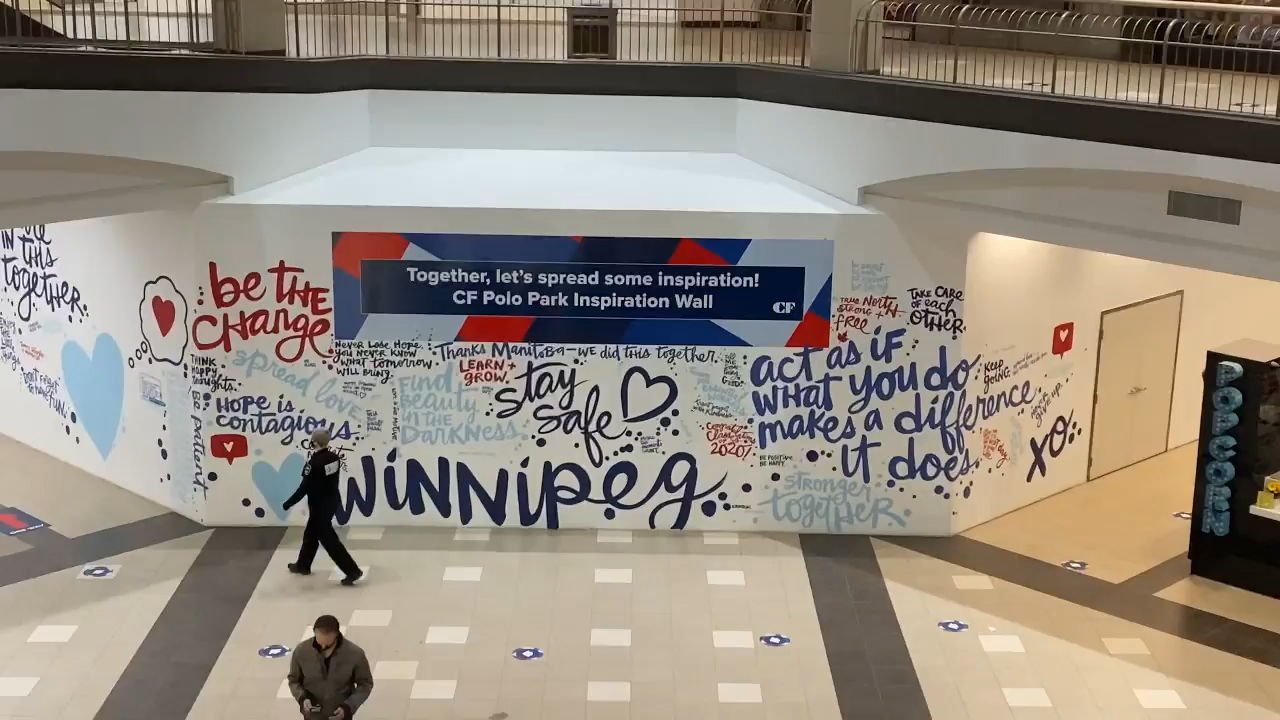 Together, let's spread some inspiration!
CF Polo Park Inspiration Wall
CF
IN THIS
together
be THE
CHANGE
THINK
Happy
THOUGHTS
Be patient
spread love
HOPE is
contagious
Never Lose Hope.
you never know
what tomorrow
will bring.
Thanks Manitoba - we did this together.
LEARN +
GROW
find
beauty
in the
DARKNESS
stay
safe
WINNIPEG
2020!
BE POSITIVE
BE HAPPY
act as if
what you do
makes a difference
it does.
stronger
together
True North
strong +
free
TAKE CARE
of each
OTHER.
Keep
going
never
give up
XO
POPCORN